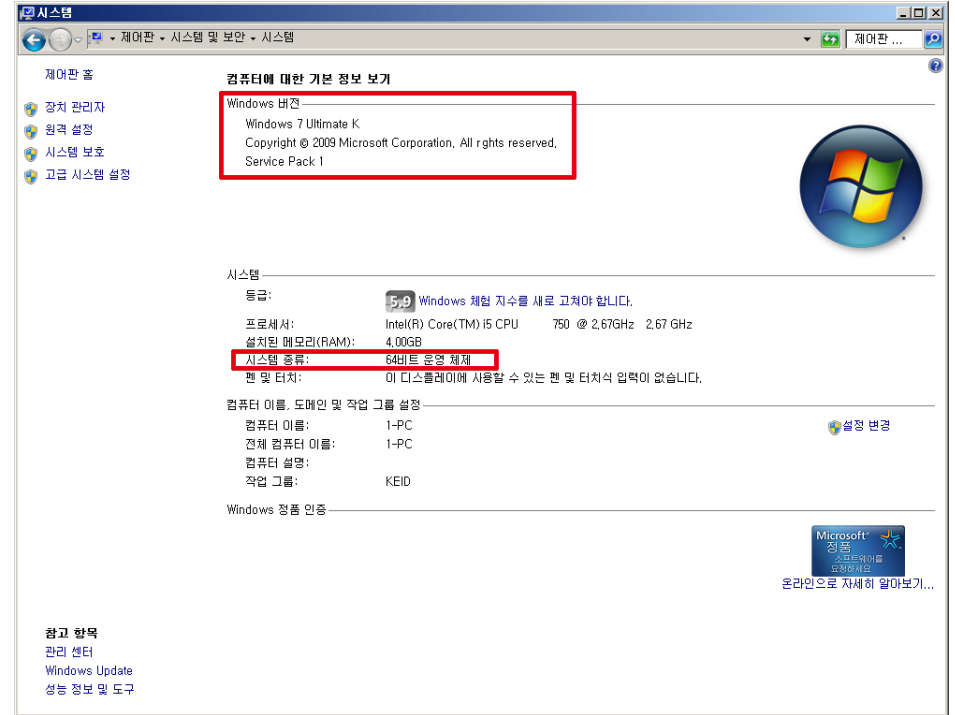 시스템
제어판 시스템 및 보안 시스템
제어판 ...
제어판 홈
장치 관리자
원격 설정
시스템 보호
고급 시스템 설정
컴퓨터에 대한 기본 정보 보기
Windows 버전
Windows 7 Ultimate K
Copyright © 2009 Microsoft Corporation. All rghts reserved.
Service Pack 1
시스템
등급:
5.9 Windows 체험 지수를 새로 고쳐야 합니다.
프로세서: Intel(R) Core(TM) i5 CPU 750 @ 2.67GHz 2.67 GHz
설치된 메모리(RAM): 4.00GB
시스템 종류: 64비트 운영 체제
펜 및 터치: 이 디스플레이에 사용할 수 있는 펜 및 터치식 입력이 없습니다.
컴퓨터 이름, 도메인 및 작업 그룹 설정
컴퓨터 이름: 1-PC
설정 변경
전체 컴퓨터 이름: 1-PC
컴퓨터 설명:
작업 그룹: KEID
Windows 정품 인증
Microsoft
정품
소프트웨어를
요청하세요
온라인으로 자세히 알아보기...
참고 항목
관리 센터
Windows Update
성능 정보 및 도구